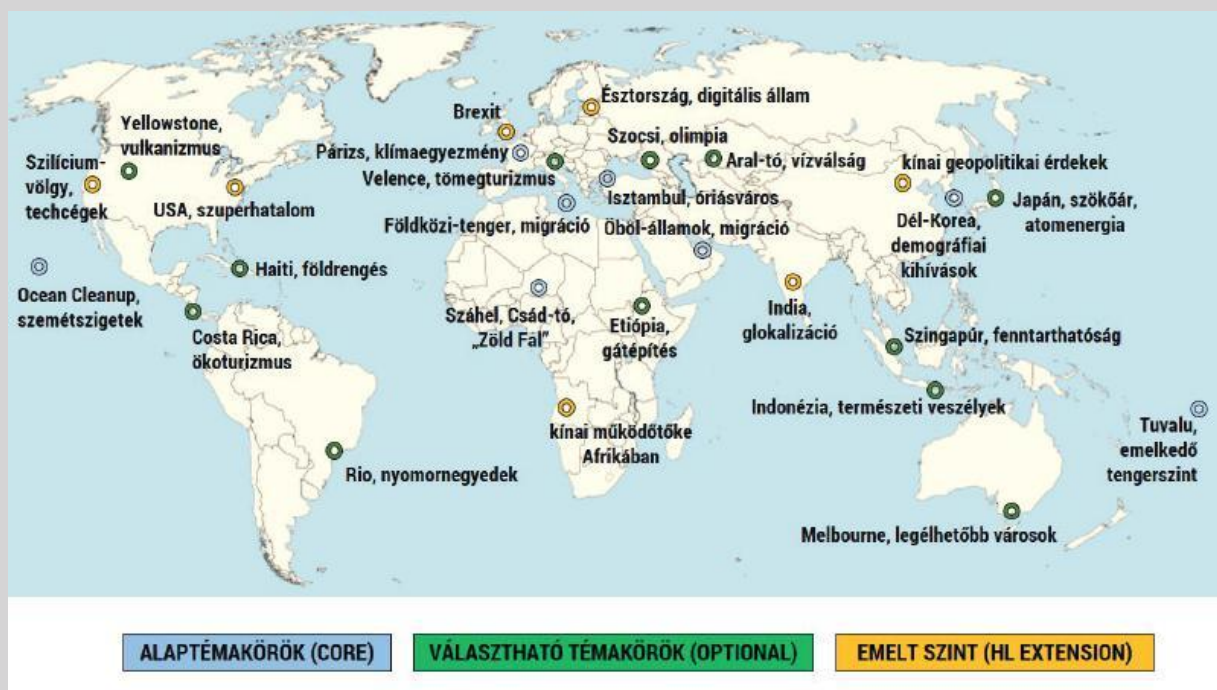 Yellowstone,
vulkanizmus
Szilícium-
völgy,
techcégek
USA, szuperhatalom
Brexit
Észtország, digitális állam
Párizs, klímaegyezmény
Velence, tömegturizmus
Szocsi, olimpia
Aral-tó, vízválság
kínai geopolitikai érdekek
Isztambul, óriásváros
Földközi-tenger, migráció
Öböl-államok, migráció
Dél-Korea,
demográfiai
kihívások
Japán, szökőár,
atomenergia
Ocean Cleanup,
szemétszigetek
Haiti, földrengés
Costa Rica,
ökoturizmus
Száhel, Csád-tó,
„Zöld Fal”
Etiópia,
gátépítés
India,
glokalizáció
Szingapúr, fenntarthatóság
Indonézia, természeti veszélyek
kínai működőtőke
Afrikában
Tuvalu,
emelkedő
tengerszint
Rio, nyomornegyedek
Melbourne, legélhetőbb városok
ALAPTÉMAKÖRÖK (CORE)
VÁLASZTHATÓ TÉMAKÖRÖK (OPTIONAL)
EMELT SZINT (HL EXTENSION)